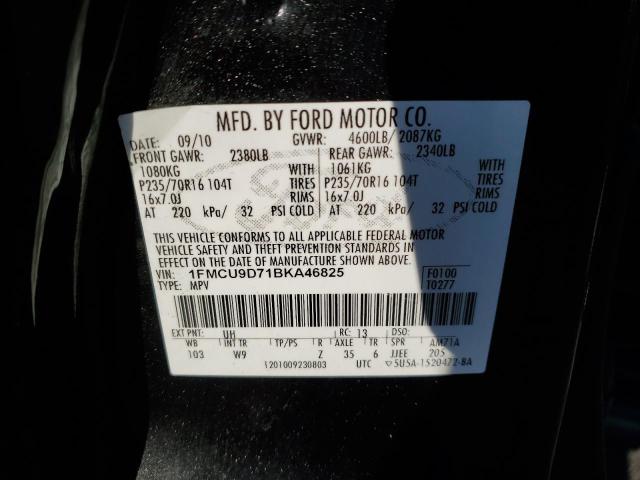 MFD. BY FORD MOTOR CO.
DATE: 09/10 GVWR: 4600LB/ 2087KG
FRONT GAWR: 2380LB REAR GAWR: 2340LB
1080KG WITH 1061KG WITH
P235/70R16 104T TIRES P235/70R16 104T TIRES
16x7.0J RIMS 16x7.0J RIMS
AT 220 kPa/ 32 PSI COLD AT 220 kPa/ 32 PSI COLD
THIS VEHICLE CONFORMS TO ALL APPLICABLE FEDERAL MOTOR
VEHICLE SAFETY AND THEFT PREVENTION STANDARDS IN
EFFECT ON THE DATE OF MANUFACTURE SHOWN ABOVE.
VIN: 1FMCU9D71BKA46825 F0100
TYPE: MPV T0277
EXT PNT: UH RC: 13 DSO:
WB INT TR TP/PS R AXLE TR SPR AM71A
103 W9 Z 35 6 JJEE 205
1201009230803 UTC 5U5A-1520472-BA